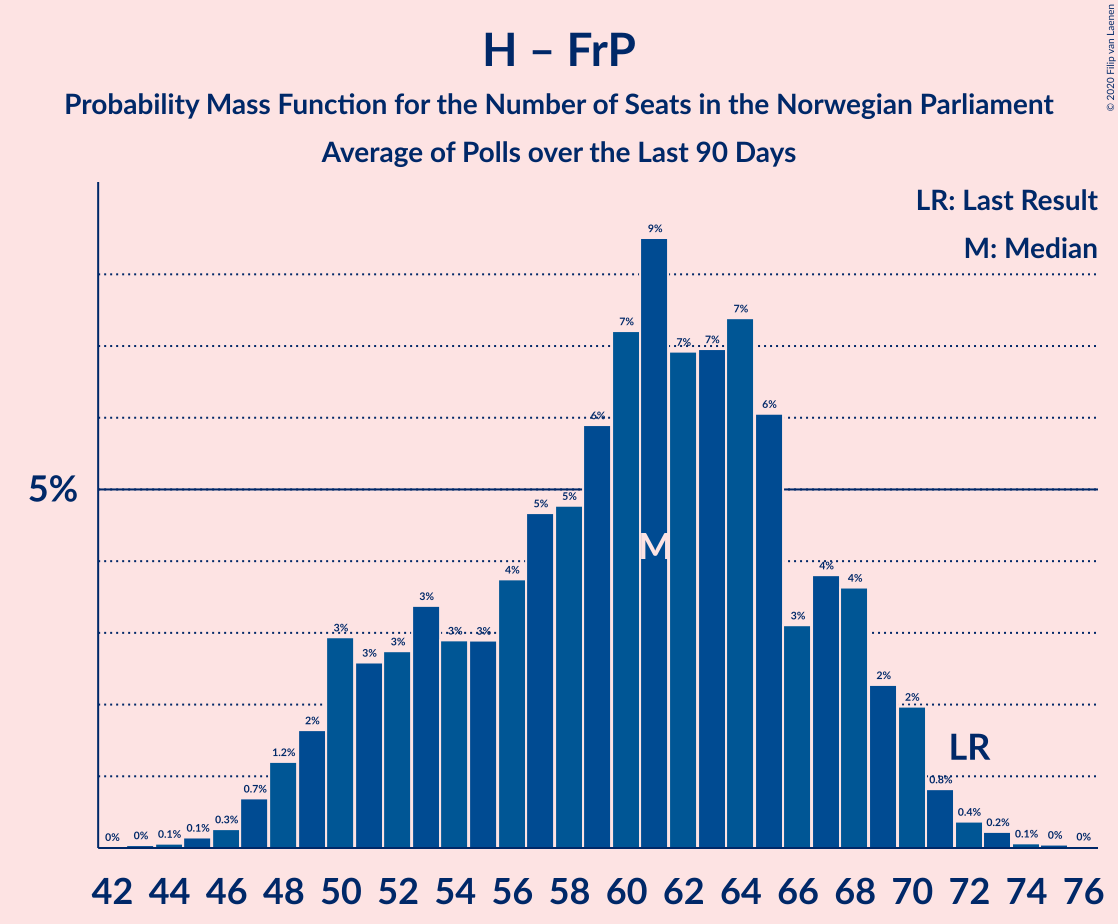 H – FrP
Probability Mass Function for the Number of Seats in the Norwegian Parliament
Average of Polls over the Last 90 Days
© 2020 Filip van Laenen
LR: Last Result
M: Median
5%
0% 0% 0.1% 0.1% 0.3% 0.7% 1.2% 2% 3% 3% 3% 3% 3% 3% 4% 5% 5% 6% 7% 9% 7% 7% 7% 6% 3% 4% 4% 2% 2% 0.8% 0.4% 0.2% 0.1% 0% 0%
M
LR
42 44 46 48 50 52 54 56 58 60 62 64 66 68 70 72 74 76